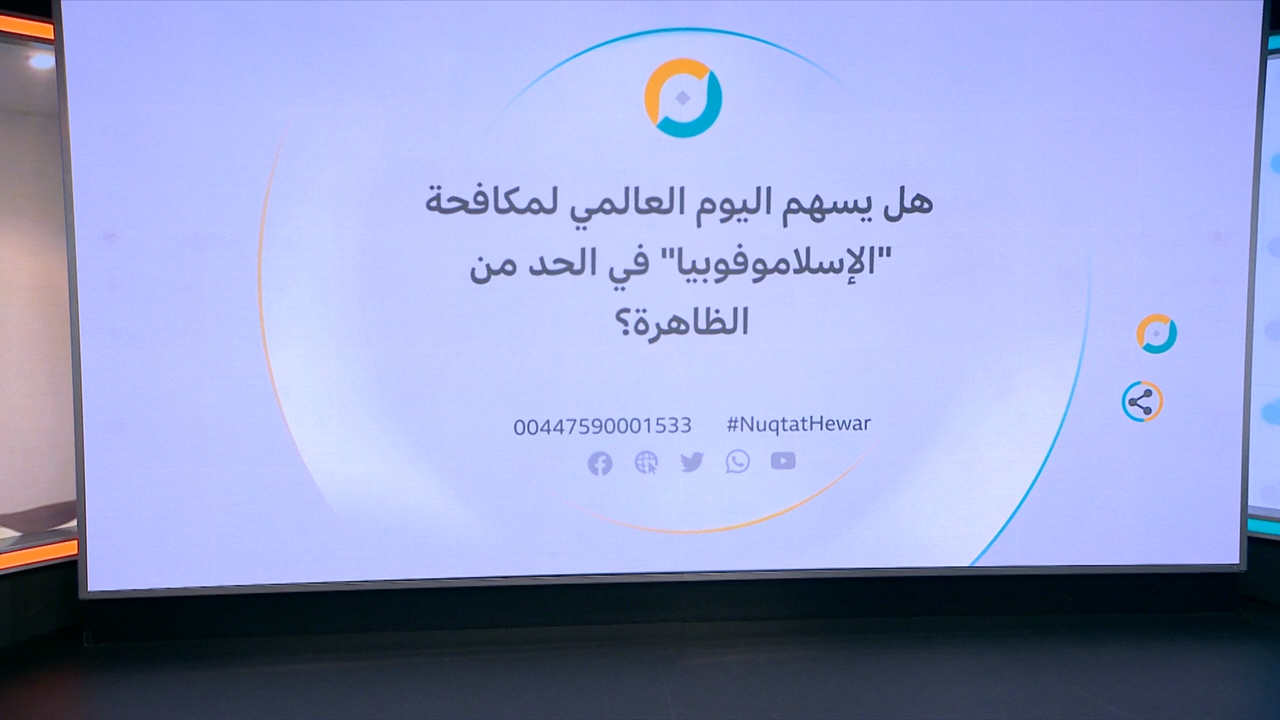 هل يسهم اليوم العالمي لمكافحة
"الإسلاموفوبيا" في الحد من
الظاهرة؟
00447590001533 #NuqtatHewar